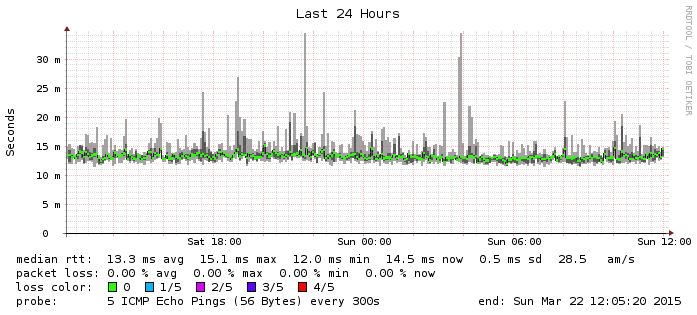 Last 24 Hours
RRDTOOL / TOBI OETIKER
Seconds
30 m
25 m
20 m
15 m
10 m
5 m
0
Sat 18:00 Sun 00:00 Sun 06:00 Sun 12:00
median rtt: 13.3 ms avg 15.1 ms max 12.0 ms min 14.5 ms now 0.5 ms sd 28.5 am/s
packet loss: 0.00 % avg 0.00 % max 0.00 % min 0.00 % now
loss color: 0 1/5 2/5 3/5 4/5
probe: 5 ICMP Echo Pings (56 Bytes) every 300s end: Sun Mar 22 12:05:20 2015